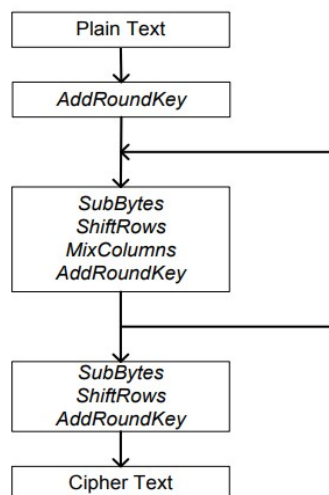 Plain Text
AddRoundKey
SubBytes
ShiftRows
MixColumns
AddRoundKey
SubBytes
ShiftRows
AddRoundKey
Cipher Text